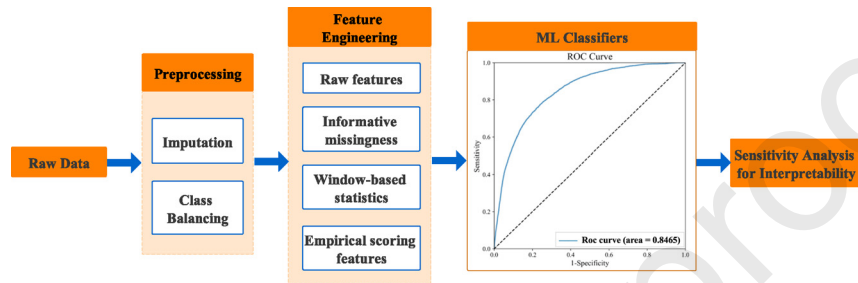 Raw Data
Preprocessing
Imputation
Class
Balancing
Feature
Engineering
Raw features
Informative
missingness
Window-based
statistics
Empirical scoring
features
ML Classifiers
ROC Curve
1.0
0.8
0.6
0.4
0.2
0.0
Sensitivity
0.0 0.2 0.4 0.6 0.8 1.0
1-Specificity
Roc curve (area = 0.8465)
Sensitivity Analysis
for Interpretability